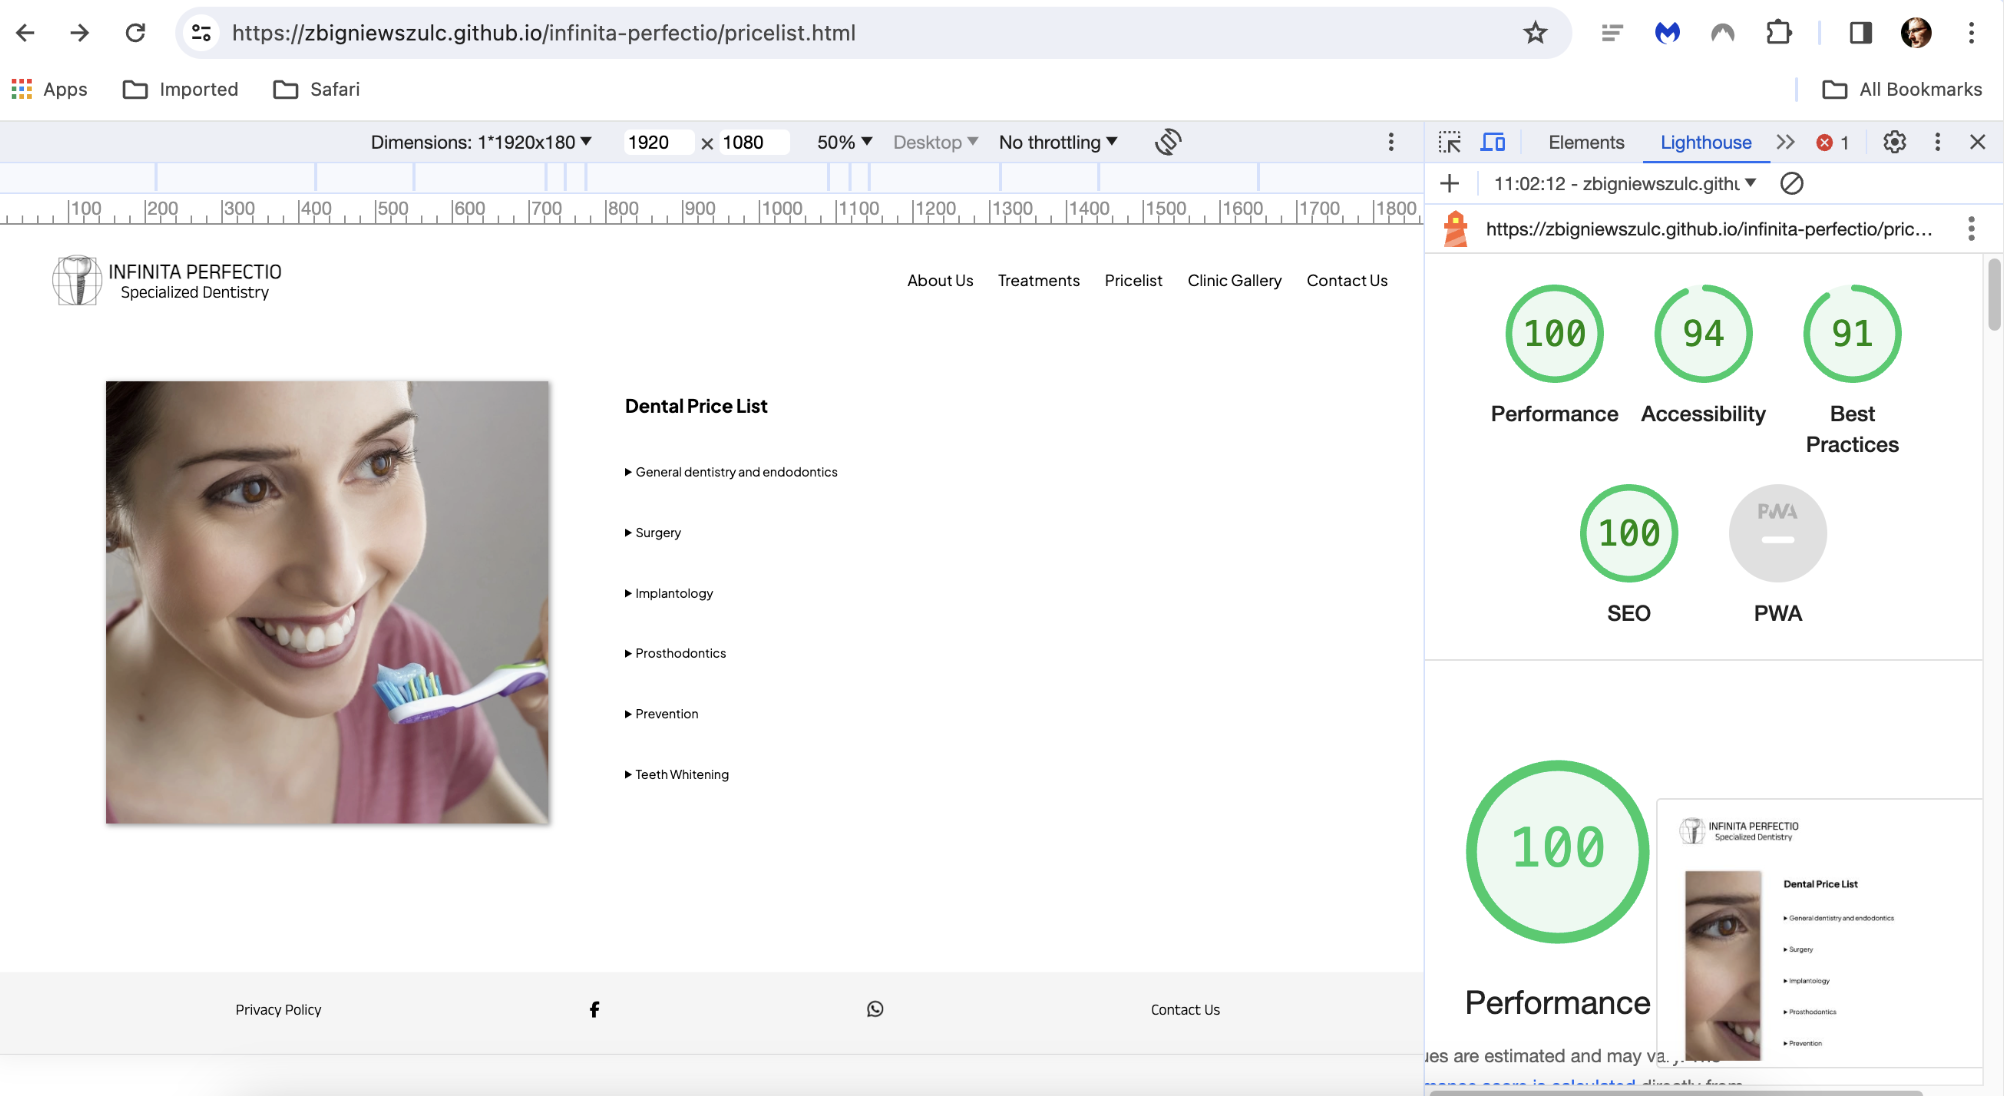 https://zbigniewszulc.github.io/infinita-perfectio/pricelist.html
Apps Imported Safari All Bookmarks
Dimensions: 1*1920x180 1920 × 1080 50% Desktop No throttling
Elements Lighthouse 1
11:02:12 - zbigniewszulc.githu
100 200 300 400 500 600 700 800 900 1000 1100 1200 1300 1400 1500 1600 1700 1800
https://zbigniewszulc.github.io/infinita-perfectio/pric...
INFINITA PERFECTIO
Specialized Dentistry
About Us Treatments Pricelist Clinic Gallery Contact Us
Dental Price List
General dentistry and endodontics
Surgery
Implantology
Prosthodontics
Prevention
Teeth Whitening
Privacy Policy Contact Us
100 94 91
Performance Accessibility Best
Practices
100 PWA
SEO PWA
100
Performance
INFINITA PERFECTIO
Specialized Dentistry
Dental Price List
General dentistry and endodontics
Surgery
Implantology
Prosthodontics
Prevention
are estimated and may
calculated directly from